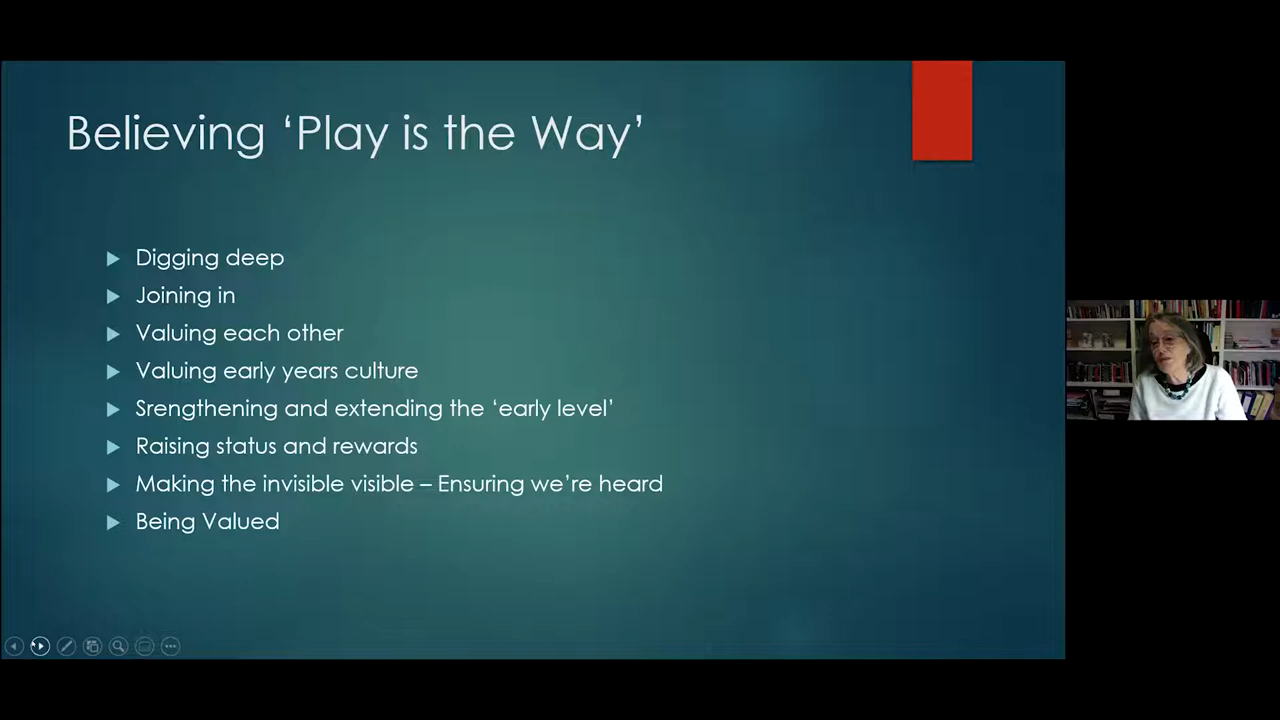 Believing ‘Play is the Way’
Digging deep
Joining in
Valuing each other
Valuing early years culture
Srengthening and extending the ‘early level’
Raising status and rewards
Making the invisible visible – Ensuring we’re heard
Being Valued